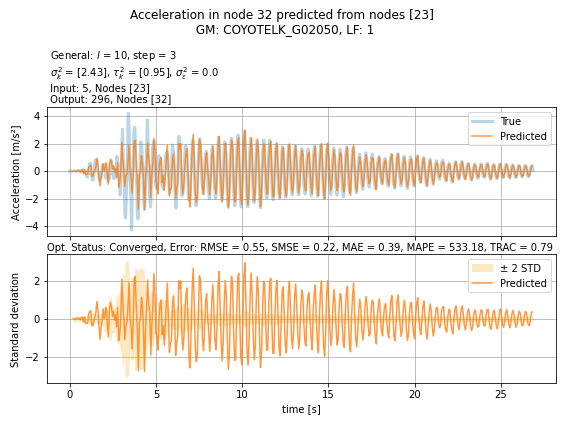 Acceleration in node 32 predicted from nodes [23]
GM: COYOTELK_G02050, LF: 1
General: l = 10, step = 3
σ_k² = [2.43], τ_k² = [0.95], σ_ε² = 0.0
Input: 5, Nodes [23]
Output: 296, Nodes [32]
Acceleration [m/s²]
4
2
0
−2
−4
True
Predicted
Opt. Status: Converged, Error: RMSE = 0.55, SMSE = 0.22, MAE = 0.39, MAPE = 533.18, TRAC = 0.79
Standard deviation
2
0
−2
± 2 STD
Predicted
0 5 10 15 20 25
time [s]